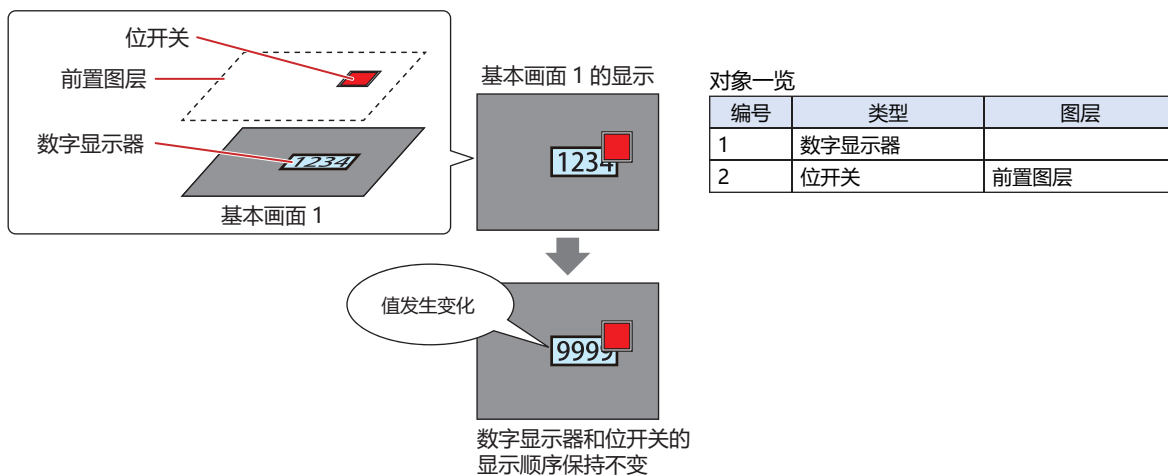 位开关
前置图层
数字显示器
1234
基本画面 1
基本画面 1 的显示
1234
值发生变化
9999
数字显示器和位开关的
显示顺序保持不变
对象一览
编号 类型 图层
1 数字显示器
2 位开关 前置图层